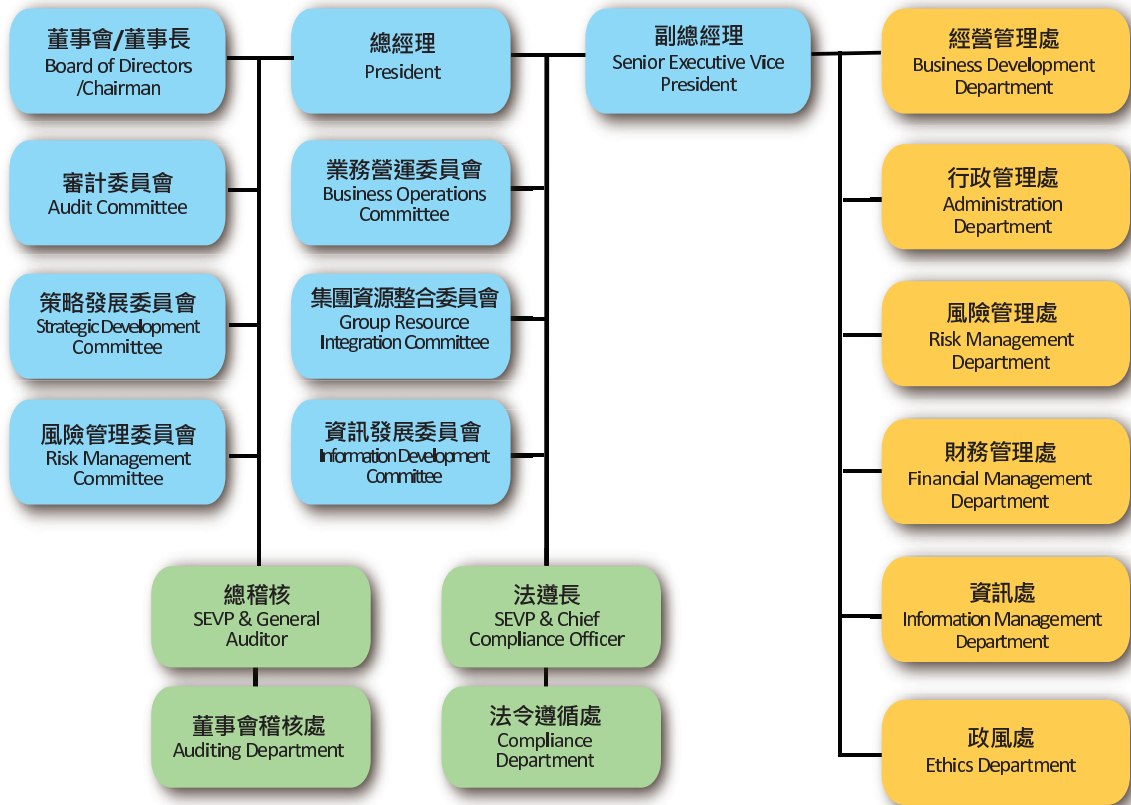 董事會/董事長
Board of Directors
/Chairman
總經理
President
副總經理
Senior Executive Vice
President
經營管理處
Business Development
Department
審計委員會
Audit Committee
業務營運委員會
Business Operations
Committee
行政管理處
Administration
Department
策略發展委員會
Strategic Development
Committee
集團資源整合委員會
Group Resource
Integration Committee
風險管理處
Risk Management
Department
風險管理委員會
Risk Management
Committee
資訊發展委員會
Information Development
Committee
財務管理處
Financial Management
Department
總稽核
SEVP & General
Auditor
法遵長
SEVP & Chief
Compliance Officer
資訊處
Information Management
Department
董事會稽核處
Auditing Department
法令遵循處
Compliance
Department
政風處
Ethics Department